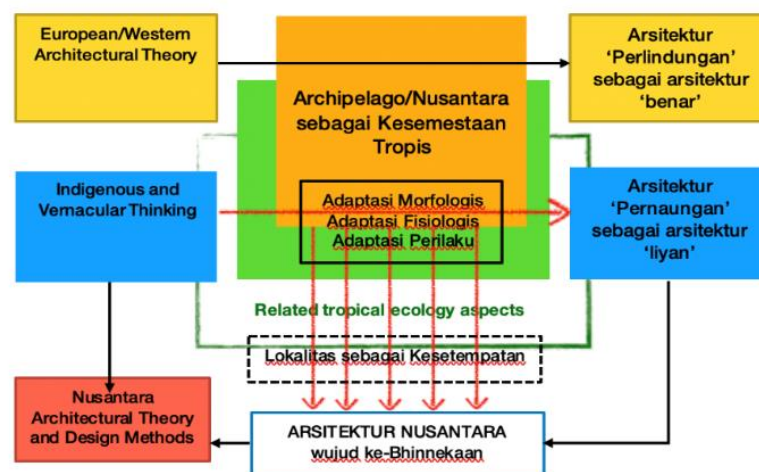 European/Western
Architectural Theory
Arsitektur
'Perlindungan'
sebagai arsitektur
'benar'
Archipelago/Nusantara
sebagai Kesemestaan
Tropis
Indigenous and
Vernacular Thinking
Adaptasi Morfologis
Adaptasi Fisiologis
Adaptasi Perilaku
Arsitektur
'Pernaungan'
sebagai arsitektur
'liyan'
Related tropical ecology aspects
Lokalitas sebagai Kesetempatan
Nusantara
Architectural Theory
and Design Methods
ARSITEKTUR NUSANTARA
wujud ke-Bhinnekaan